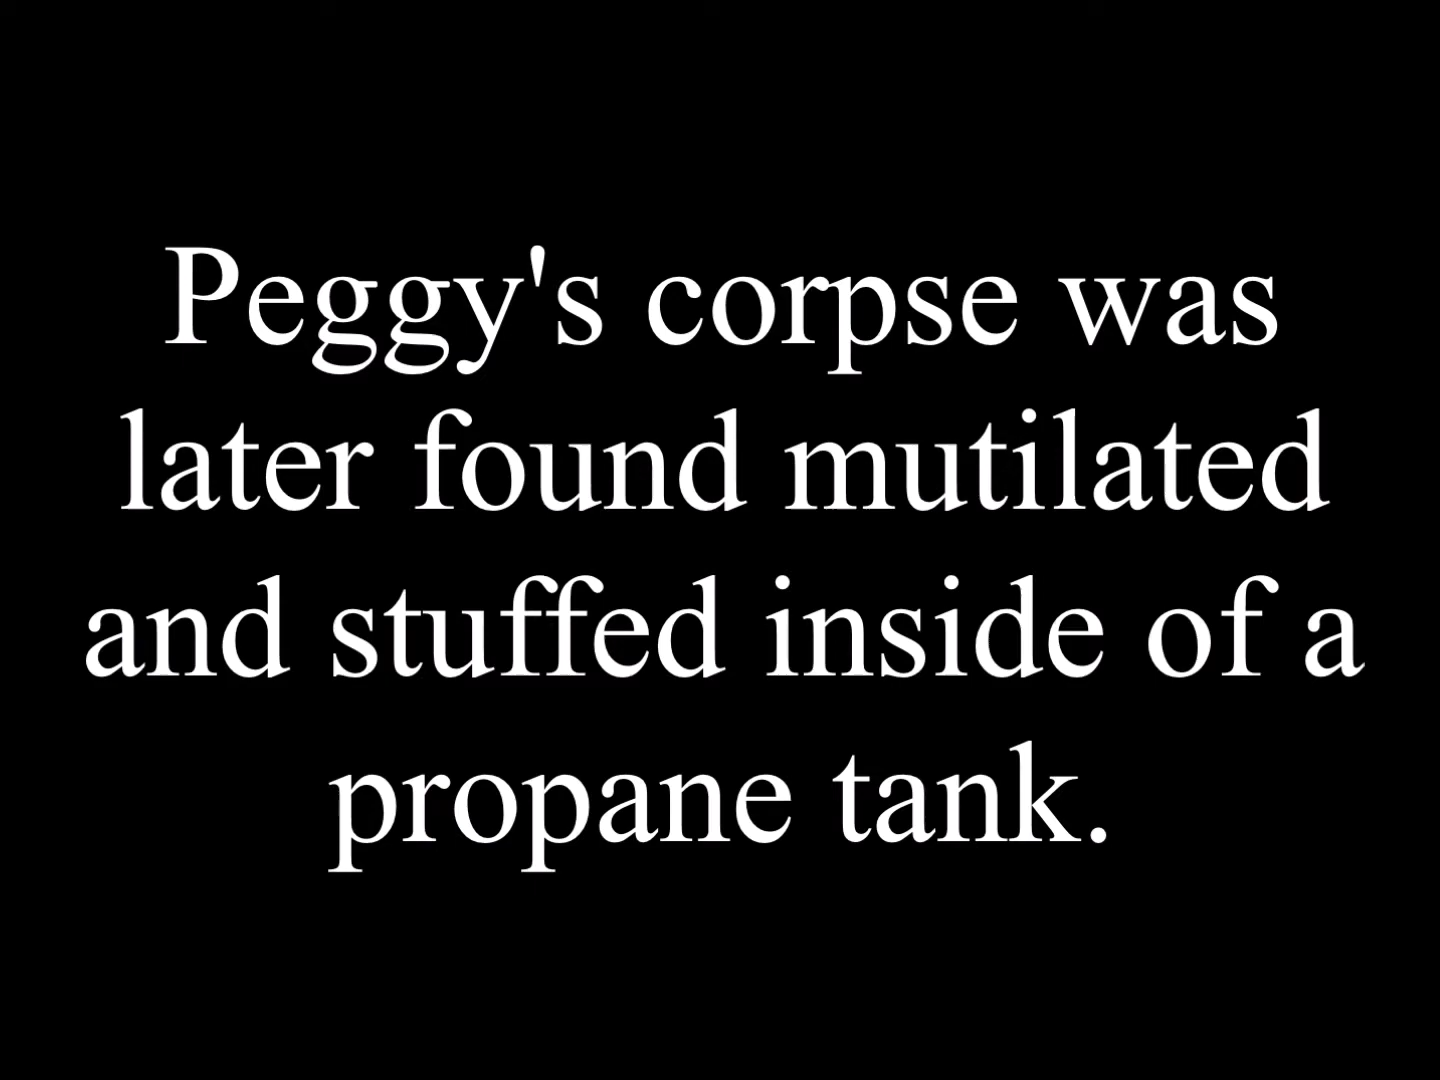 Peggy's corpse was
later found mutilated
and stuffed inside of a
propane tank.